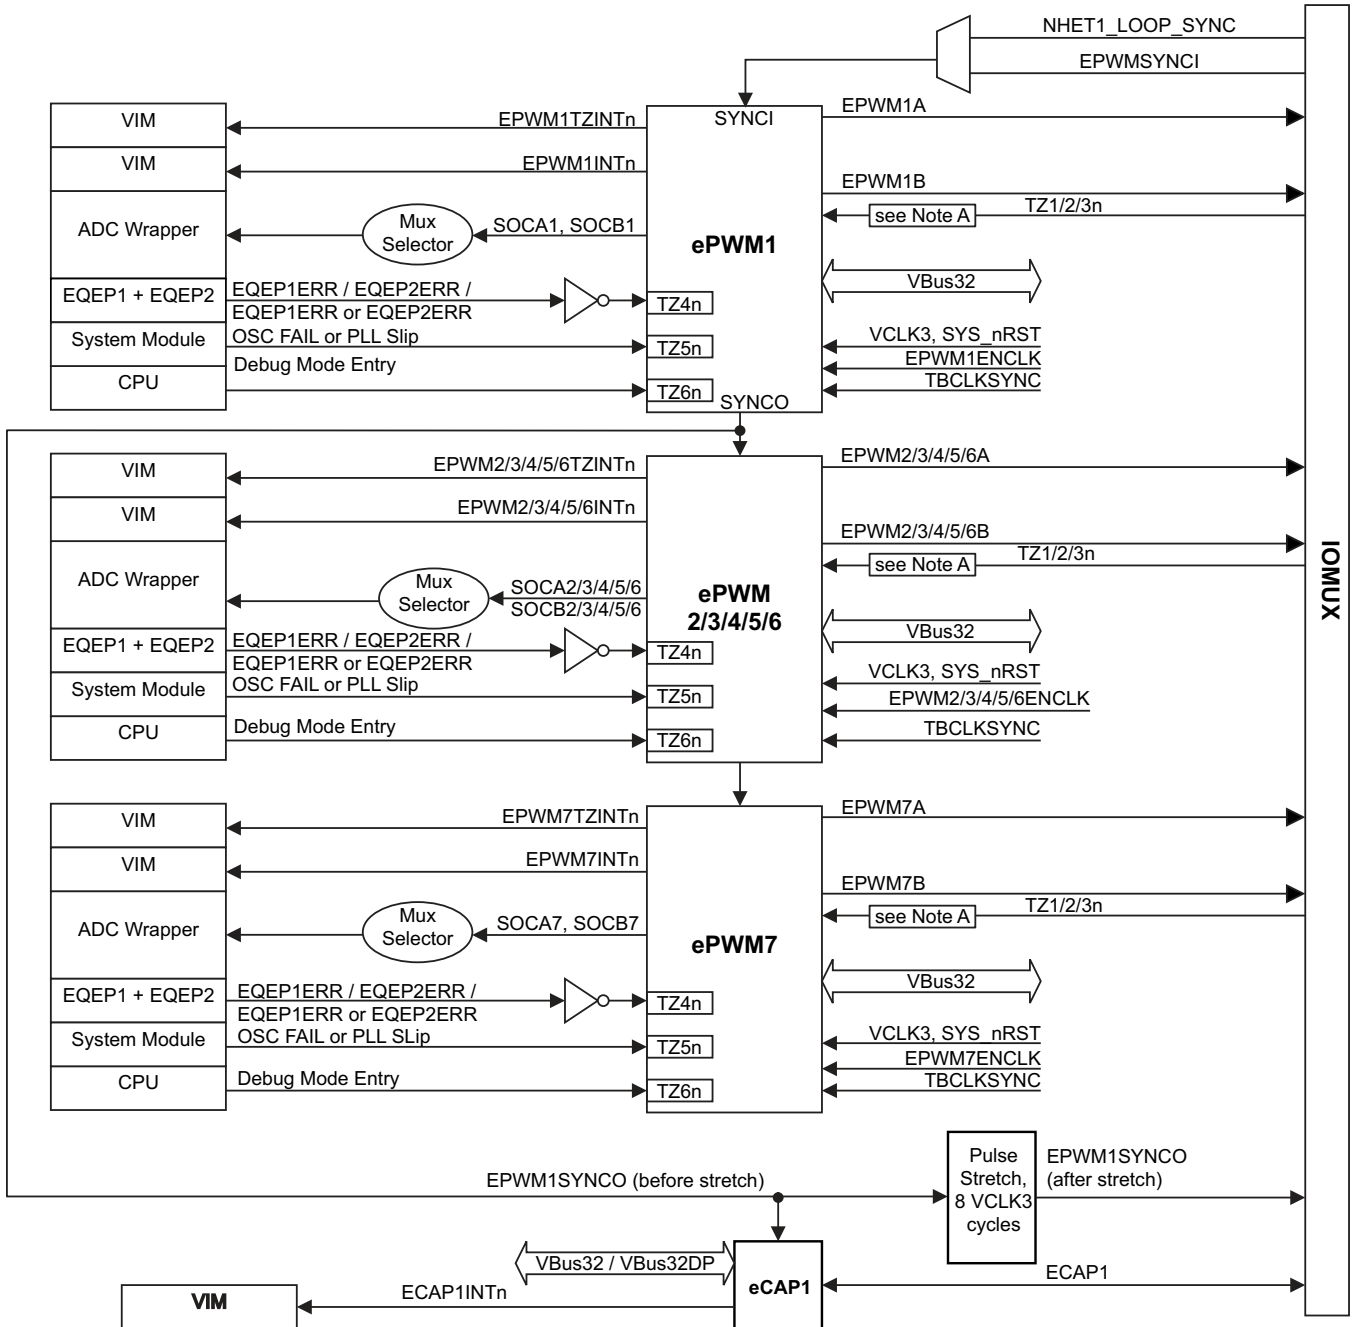 NHET1_LOOP_SYNC
EPWMSYNCI
VIM
EPWM1TZINTn
SYNCI
EPWM1A
VIM
EPWM1INTn
EPWM1B
ADC Wrapper
Mux
Selector
SOCA1, SOCB1
ePWM1
see Note A
TZ1/2/3n
VBus32
EQEP1 + EQEP2
EQEP1ERR / EQEP2ERR /
EQEP1ERR or EQEP2ERR
TZ4n
System Module
OSC FAIL or PLL Slip
TZ5n
VCLK3, SYS_nRST
EPWM1ENCLK
TBCLKSYNC
CPU
Debug Mode Entry
TZ6n
SYNCO
VIM
EPWM2/3/4/5/6TZINTn
EPWM2/3/4/5/6A
VIM
EPWM2/3/4/5/6INTn
EPWM2/3/4/5/6B
ADC Wrapper
Mux
Selector
SOCA2/3/4/5/6
SOCB2/3/4/5/6
ePWM
2/3/4/5/6
see Note A
TZ1/2/3n
IOMUX
VBus32
EQEP1 + EQEP2
EQEP1ERR / EQEP2ERR /
EQEP1ERR or EQEP2ERR
TZ4n
System Module
OSC FAIL or PLL Slip
TZ5n
VCLK3, SYS_nRST
EPWM2/3/4/5/6ENCLK
TBCLKSYNC
CPU
Debug Mode Entry
TZ6n
VIM
EPWM7TZINTn
EPWM7A
VIM
EPWM7INTn
EPWM7B
ADC Wrapper
Mux
Selector
SOCA7, SOCB7
ePWM7
see Note A
TZ1/2/3n
VBus32
EQEP1 + EQEP2
EQEP1ERR / EQEP2ERR /
EQEP1ERR or EQEP2ERR
TZ4n
System Module
OSC FAIL or PLL SLip
TZ5n
VCLK3, SYS_nRST
EPWM7ENCLK
TBCLKSYNC
CPU
Debug Mode Entry
TZ6n
EPWM1SYNCO (before stretch)
Pulse
Stretch,
8 VCLK3
cycles
EPWM1SYNCO
(after stretch)
VBus32 / VBus32DP
eCAP1
ECAP1
VIM
ECAP1INTn